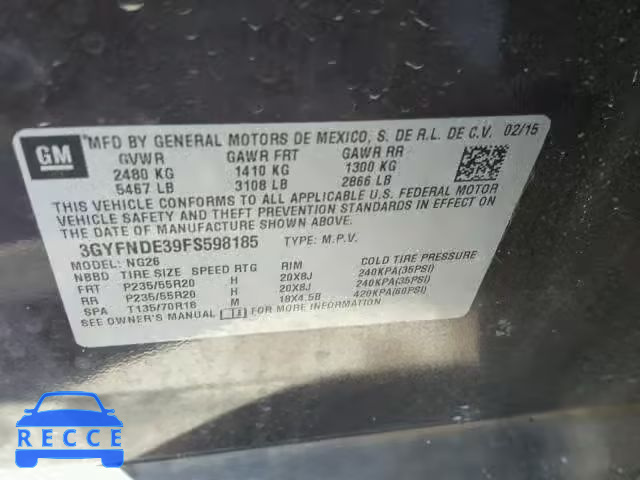 GM
MFD BY GENERAL MOTORS DE MEXICO, S. DE R.L. DE C.V. 02/15
GVWR GAWR FRT GAWR RR
2480 KG 1410 KG 1300 KG
5467 LB 3108 LB 2866 LB
THIS VEHICLE CONFORMS TO ALL APPLICABLE U.S. FEDERAL MOTOR
VEHICLE SAFETY AND THEFT PREVENTION STANDARDS IN EFFECT ON
THE DATE OF MANUFACTURE SHOWN ABOVE.
3GYFNDE39FS598185 TYPE: M.P.V.
MODEL: NG26
NBBD TIRE SIZE SPEED RTG RIM COLD TIRE PRESSURE
FRT P235/55R20 H 20X8J 240KPA(35PSI)
RR P235/55R20 H 20X8J 240KPA(35PSI)
SPA T135/70R18 M 18X4.5B 420KPA(60PSI)
SEE OWNER'S MANUAL FOR MORE INFORMATION
RECCE